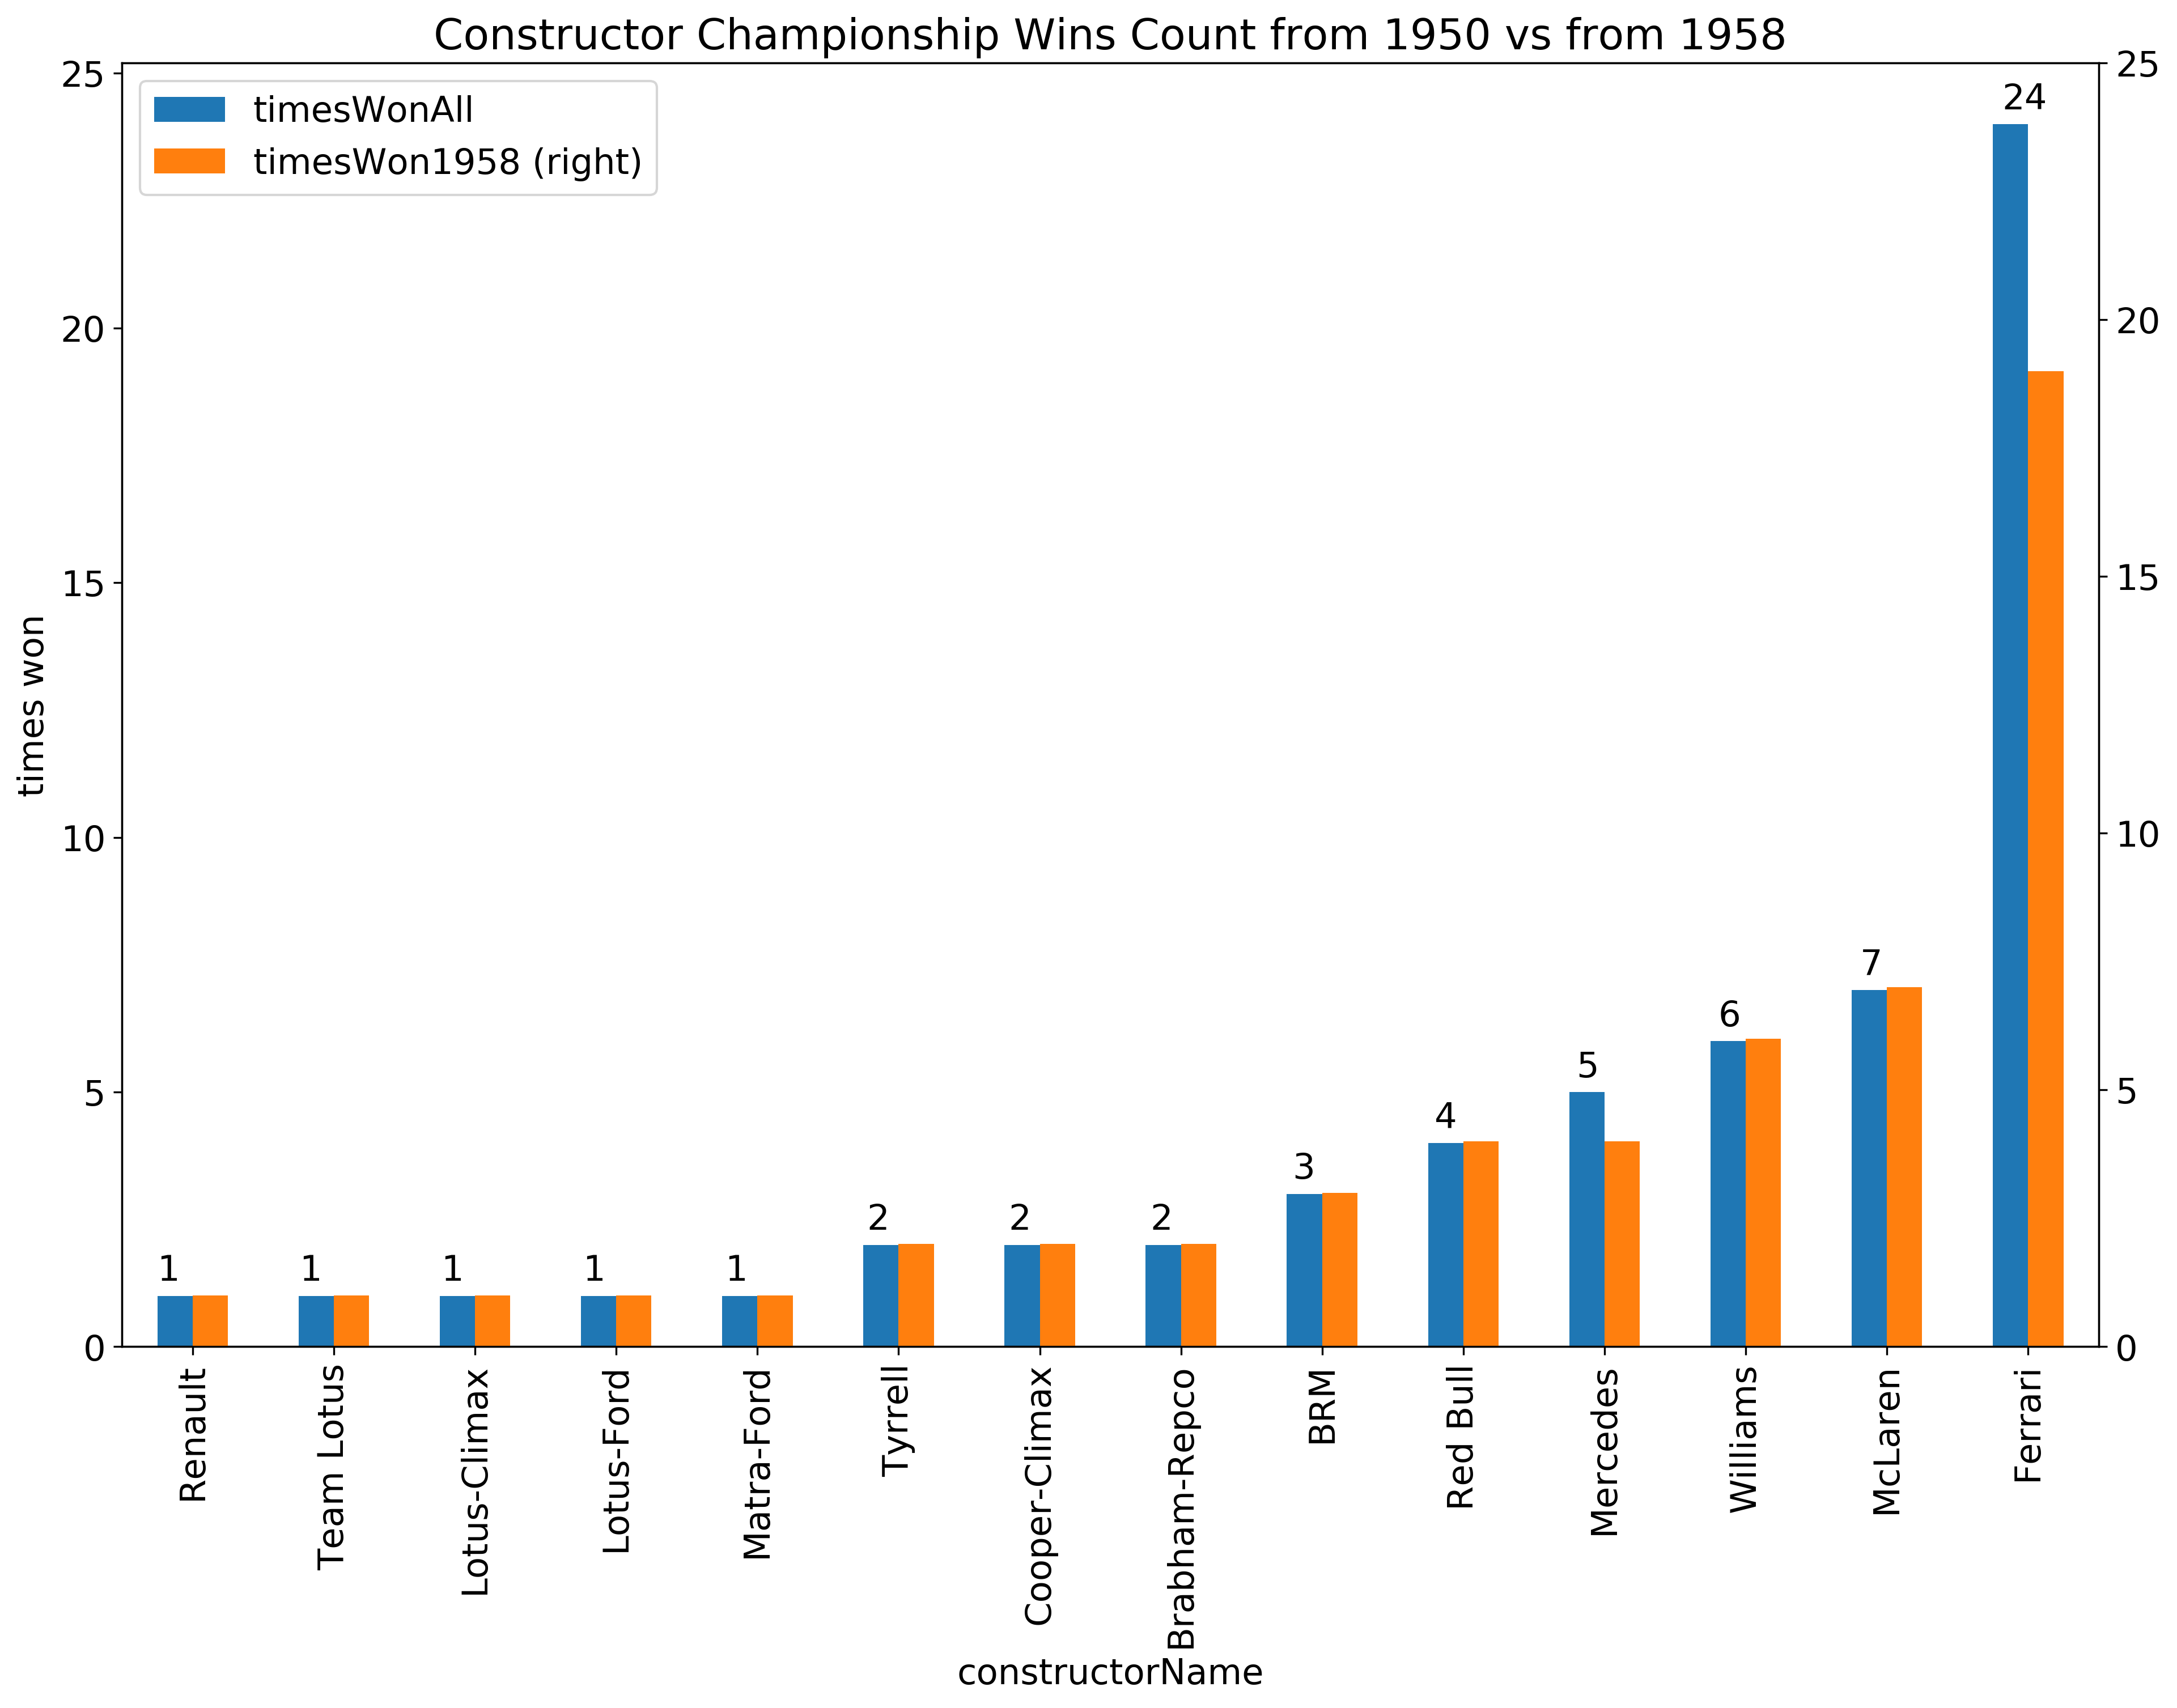 Constructor Championship Wins Count from 1950 vs from 1958
timesWonAll
timesWon1958 (right)
25
20
15
10
5
0
times won
25
20
15
10
5
0
1
1
1
1
1
2
2
2
3
4
5
6
7
24
Renault
Team Lotus
Lotus-Climax
Lotus-Ford
Matra-Ford
Tyrrell
Cooper-Climax
Brabham-Repco
BRM
Red Bull
Mercedes
Williams
McLaren
Ferrari
constructorName